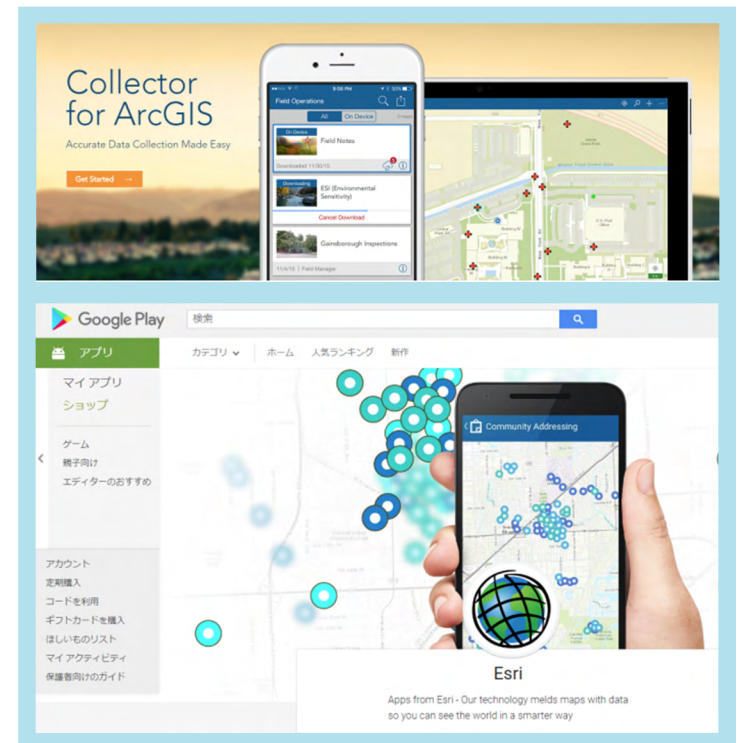 Collector
for ArcGIS
Accurate Data Collection Made Easy
Get Started →
9:08 PM
Field Operations
All On Device
On Device
Field Notes
Downloaded 11/30/15
Downloading
ESI (Environmental
Sensitivity)
Cancel Download
Gainsborough Inspections
11/4/15 | Field Manager
Google Play
検索
アプリ
カテゴリ
ホーム
人気ランキング
新作
マイ アプリ
ショップ
ゲーム
親子向け
エディターのおすすめ
アカウント
定期購入
コードを利用
ギフトカードを購入
ほしいものリスト
マイ アクティビティ
保護者向けのガイド
Community Addressing
Esri
Apps from Esri - Our technology melds maps with data
so you can see the world in a smarter way